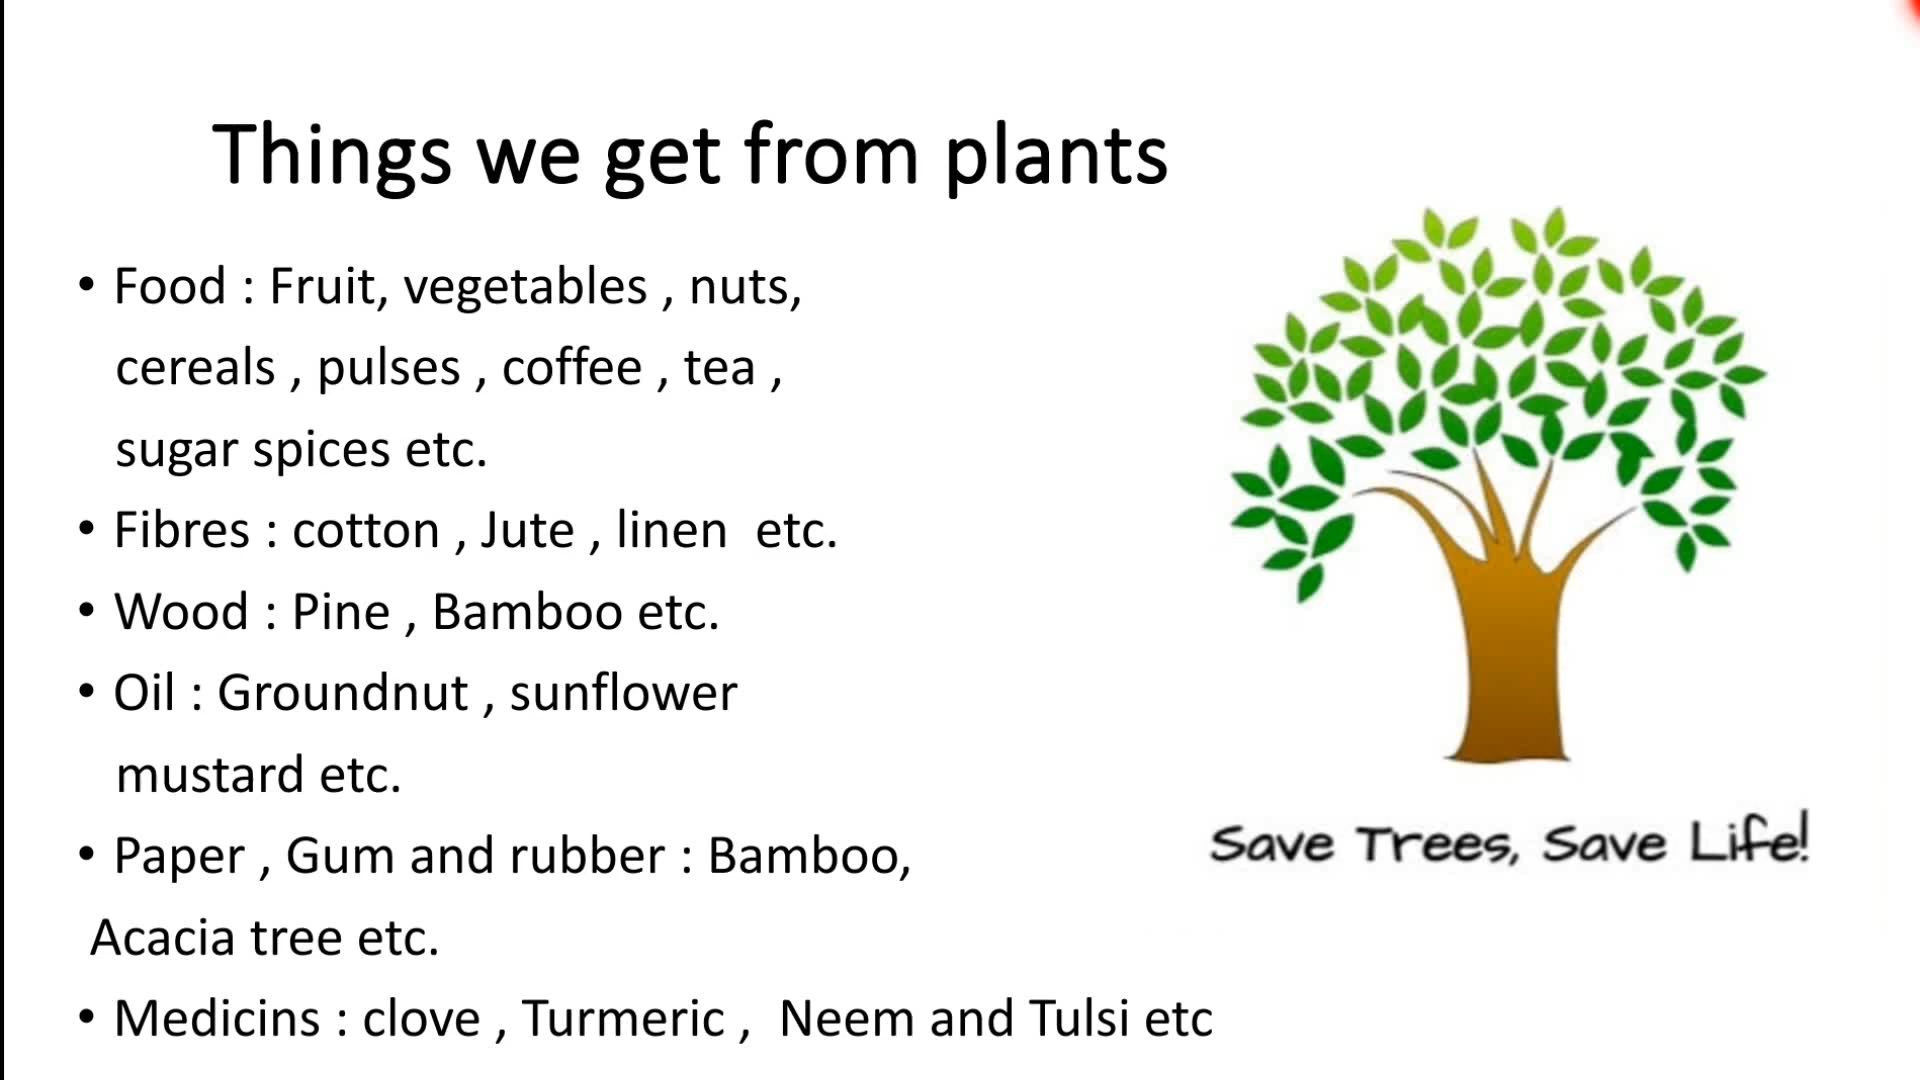 Things we get from plants
• Food : Fruit, vegetables , nuts,
cereals , pulses , coffee , tea ,
sugar spices etc.
• Fibres : cotton , Jute , linen  etc.
• Wood : Pine , Bamboo etc.
• Oil : Groundnut , sunflower
mustard etc.
• Paper , Gum and rubber : Bamboo,
Acacia tree etc.
• Medicins : clove , Turmeric ,  Neem and Tulsi etc
Save Trees, Save Life!